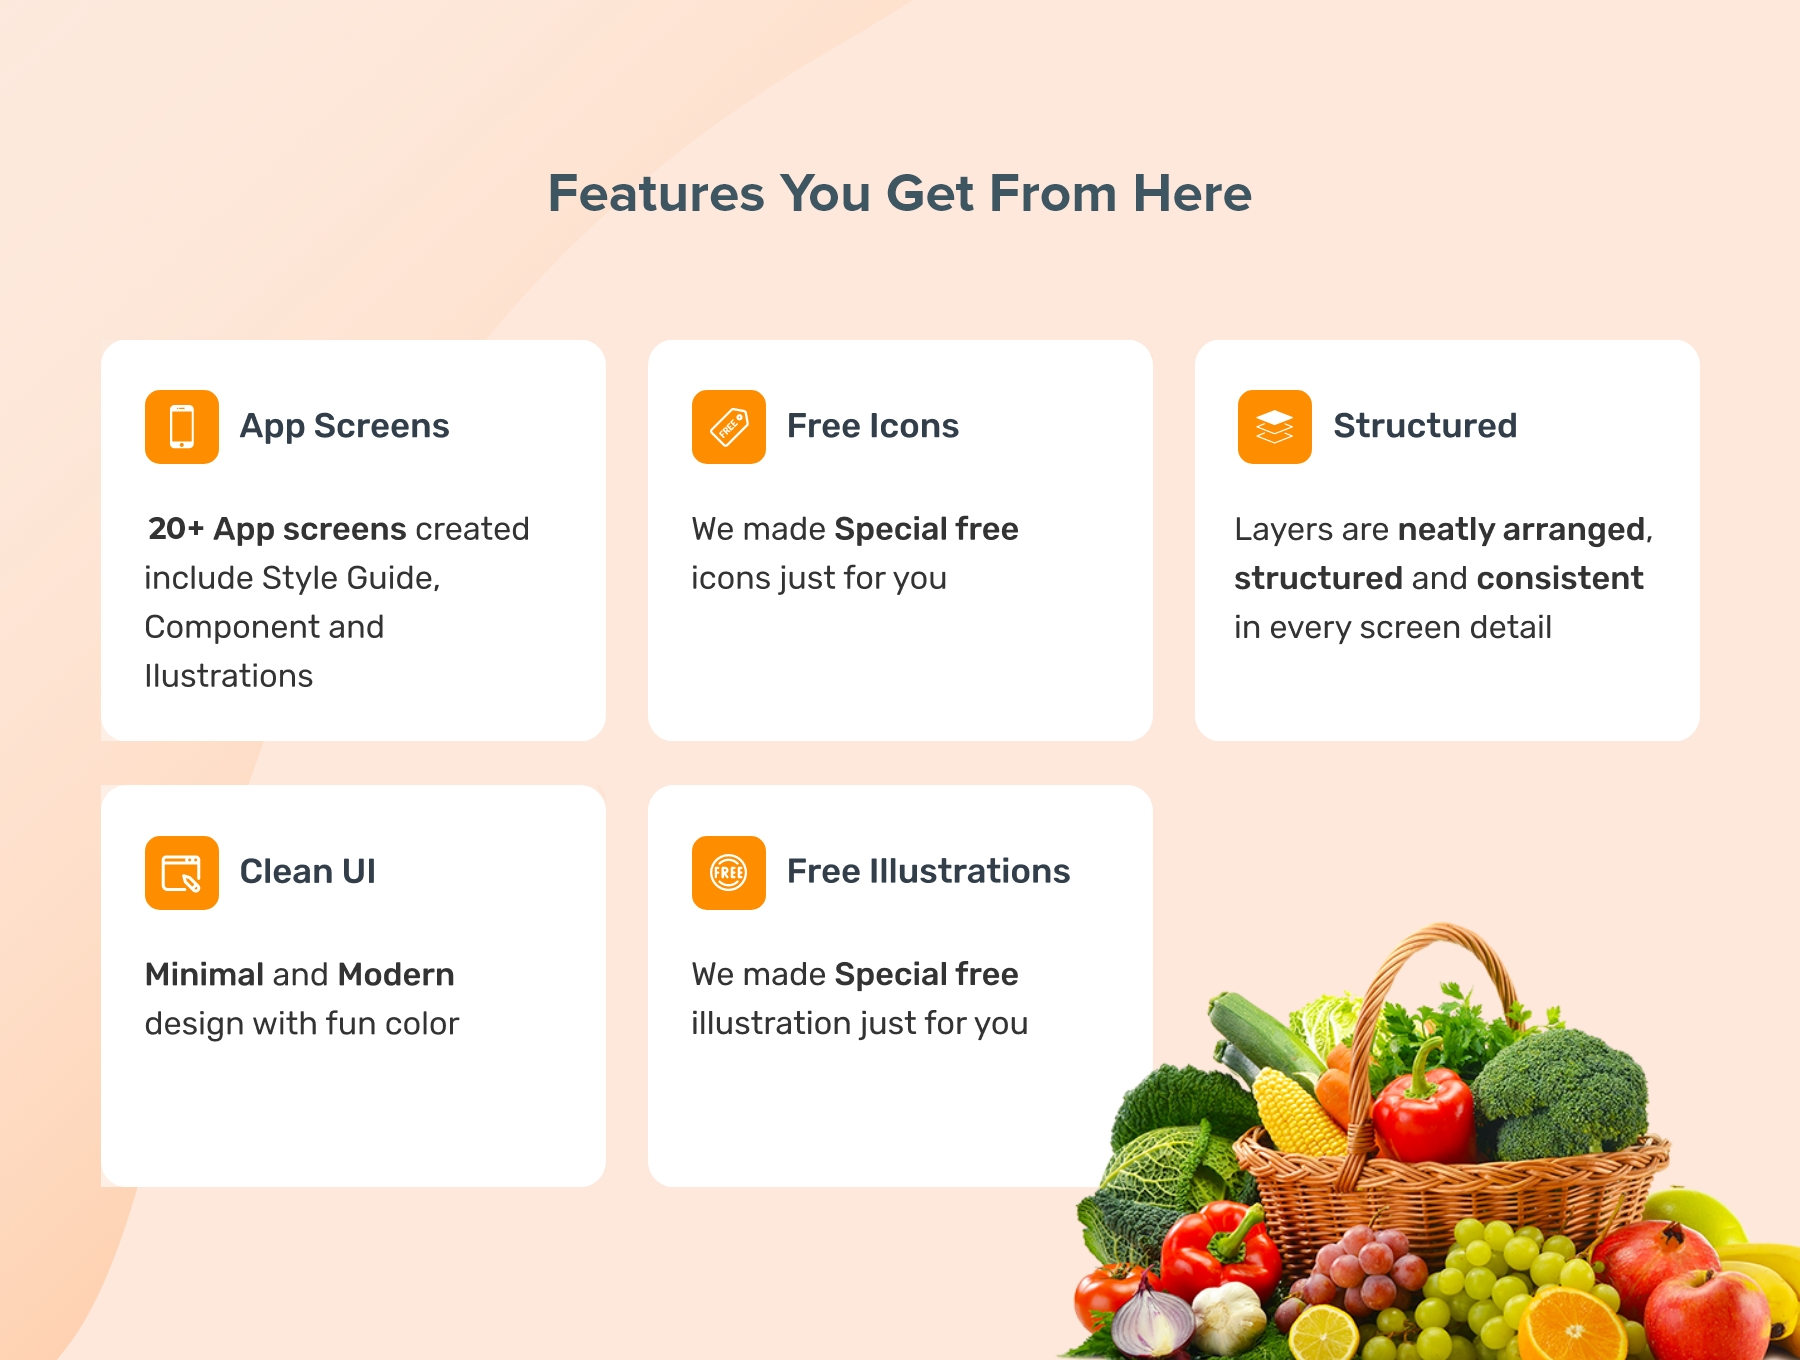 Features You Get From Here
App Screens
20+ App screens created
include Style Guide,
Component and
Ilustrations
FREE
Free Icons
We made Special free
icons just for you
Structured
Layers are neatly arranged,
structured and consistent
in every screen detail
Clean UI
Minimal and Modern
design with fun color
FREE
Free Illustrations
We made Special free
illustration just for you